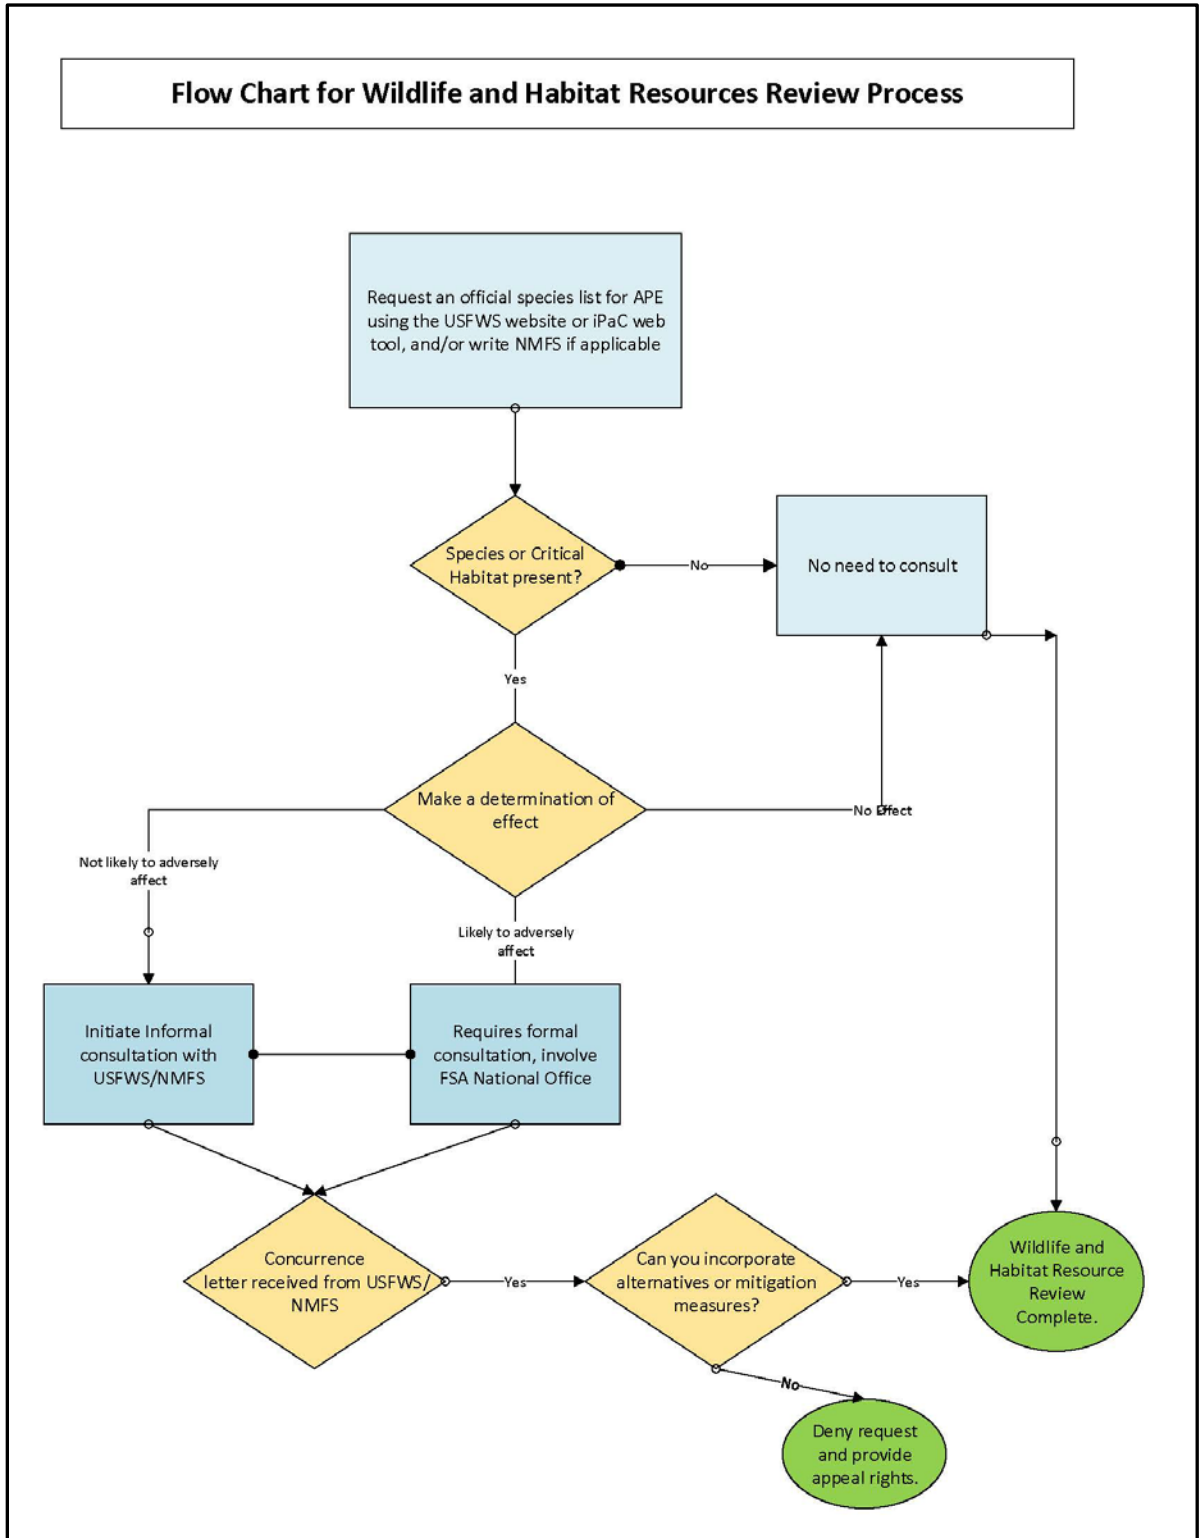 Flow Chart for Wildlife and Habitat Resources Review Process
Request an official species list for APE
using the USFWS website or iPaC web
tool, and/or write NMFS if applicable
Species or Critical
Habitat present?
No
No need to consult
Yes
Make a determination of
effect
No Effect
Not likely to adversely
affect
Likely to adversely
affect
Initiate Informal
consultation with
USFWS/NMFS
Requires formal
consultation, involve
FSA National Office
Concurrence
letter received from USFWS/
NMFS
Yes
Can you incorporate
alternatives or mitigation
measures?
Yes
Wildlife and
Habitat Resource
Review
Complete.
No
Deny request
and provide
appeal rights.